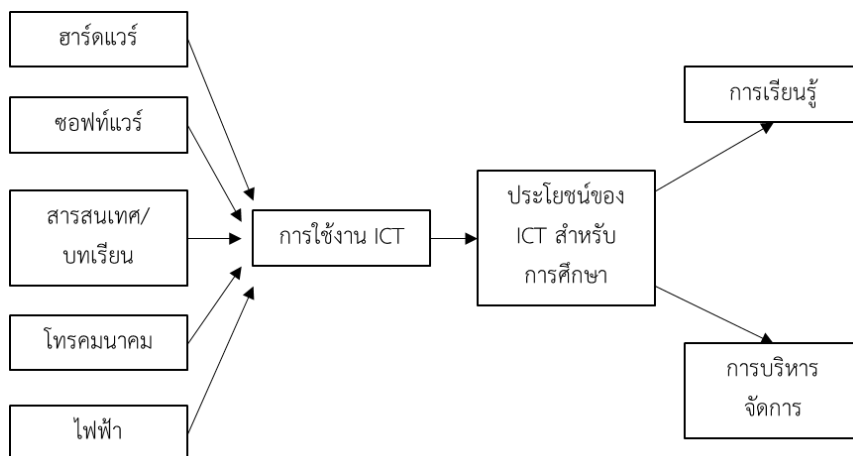 ฮาร์ดแวร์
ซอฟท์แวร์
สารสนเทศ/
บทเรียน
โทรคมนาคม
ไฟฟ้า
การใช้งาน ICT
ประโยชน์ของ
ICT สำหรับ
การศึกษา
การเรียนรู้
การบริหาร
จัดการ